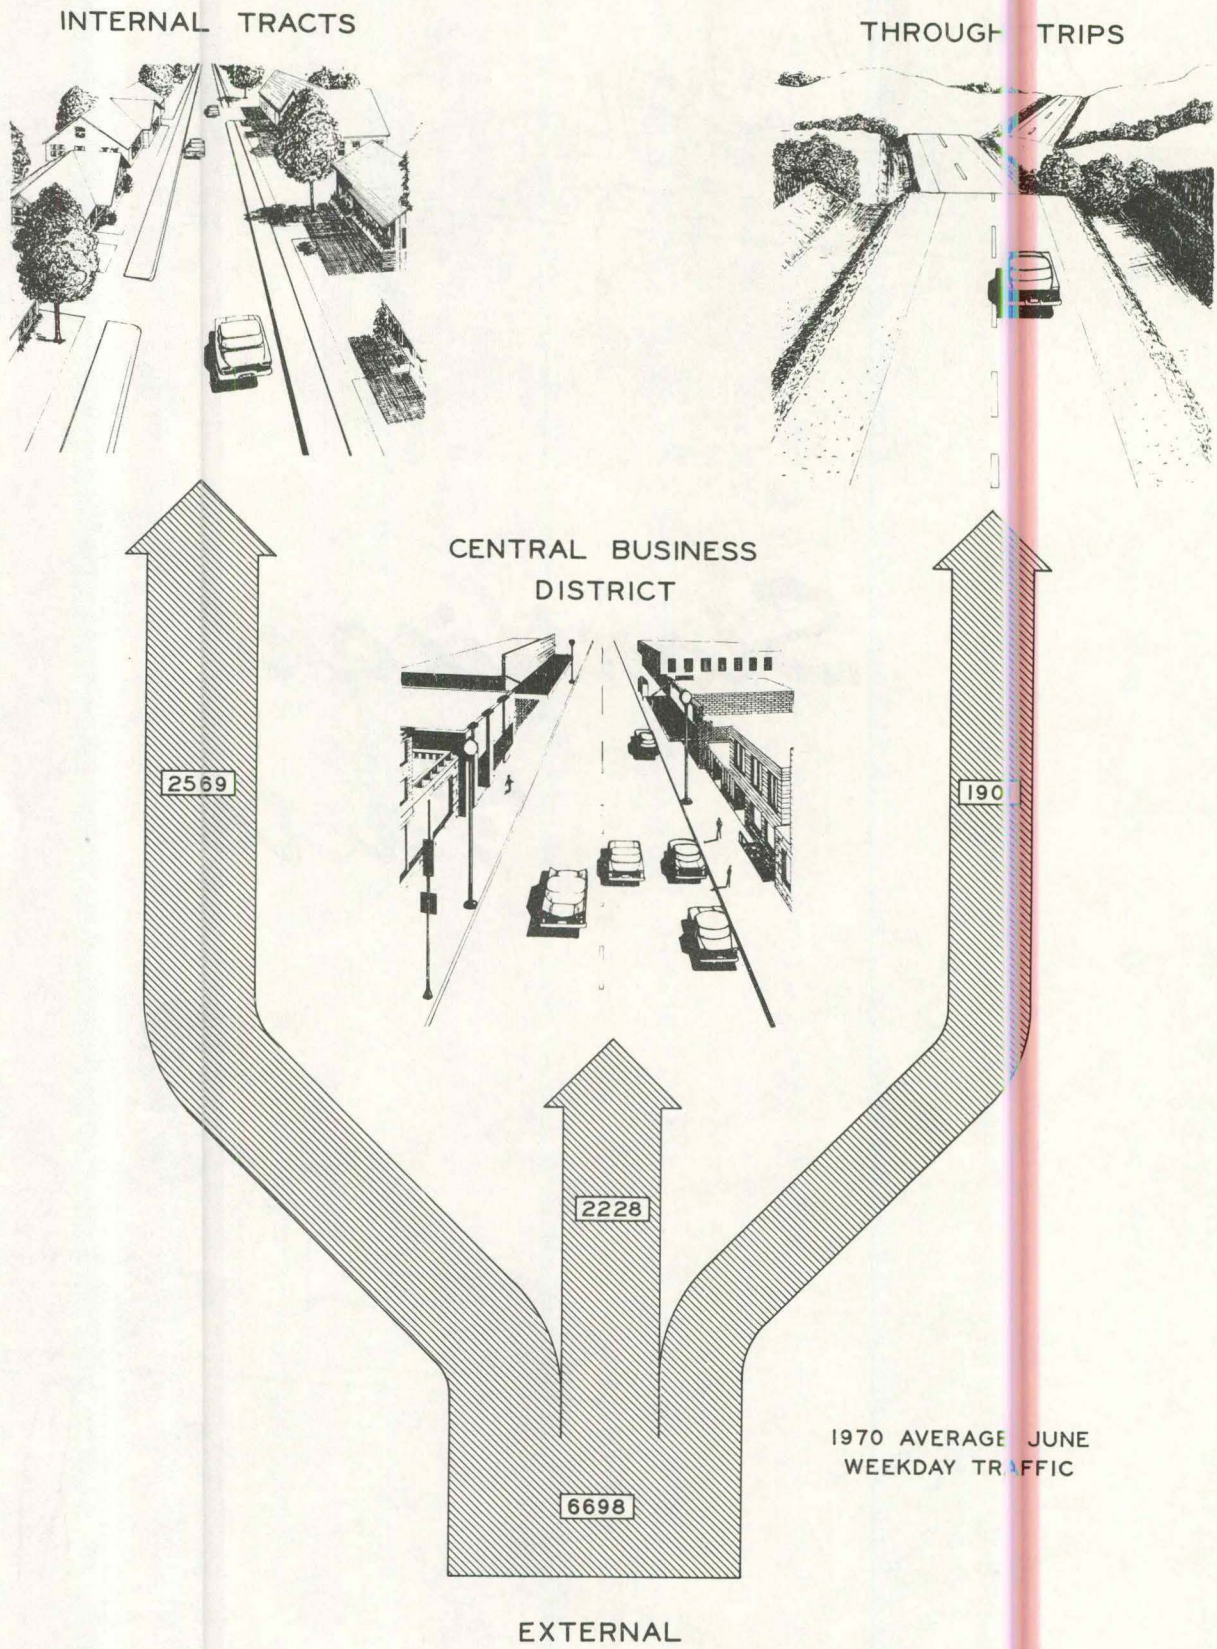 INTERNAL TRACTS
THROUGH TRIPS
CENTRAL BUSINESS
DISTRICT
2569
2228
6698
1970 AVERAGE JUNE
WEEKDAY TRAFFIC
EXTERNAL